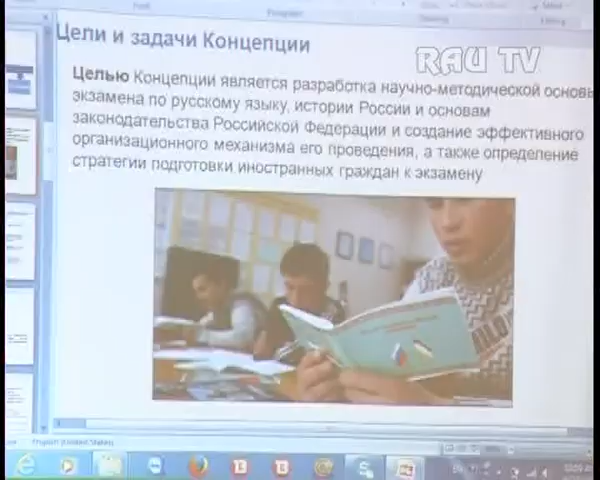 Цели и задачи Концепции
RAU TV
Целью Концепции является разработка научно-методической основы
экзамена по русскому языку, истории России и основам
законодательства Российской Федерации и создание эффективного
организационного механизма его проведения, а также определение
стратегии подготовки иностранных граждан к экзамену